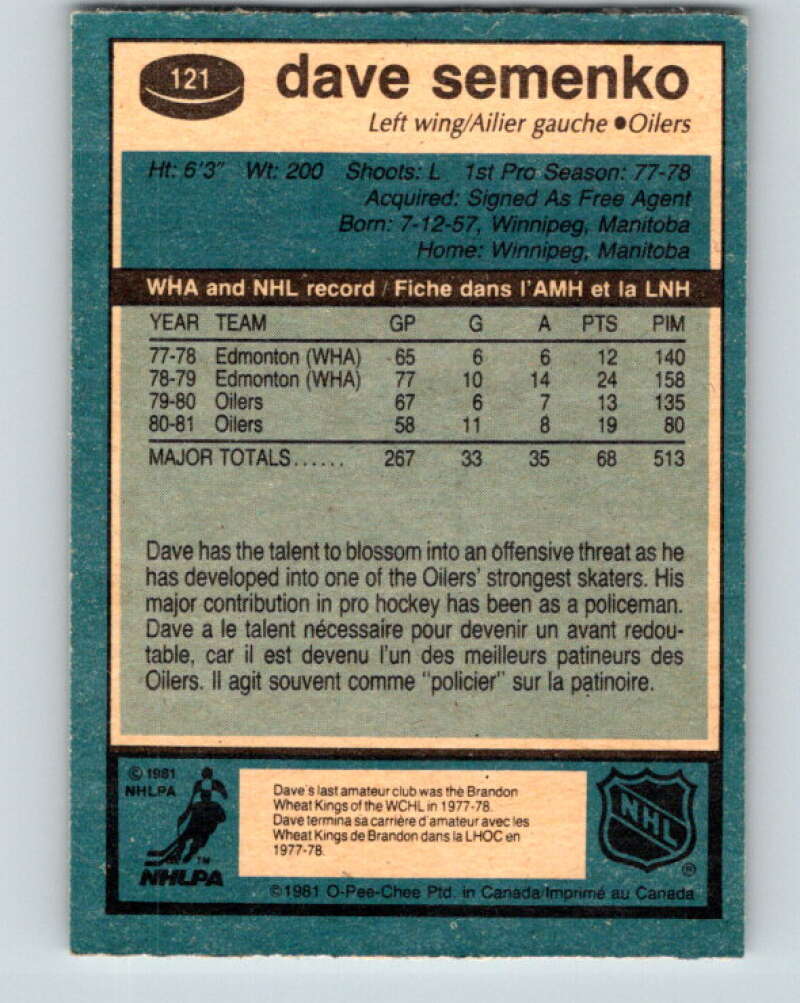 121
dave semenko
Left wing/Ailier gauche ●Oilers
Ht: 6'3" Wt: 200 Shoots: L 1st Pro Season: 77-78
Acquired: Signed As Free Agent
Born: 7-12-57, Winnipeg, Manitoba
Home: Winnipeg, Manitoba
WHA and NHL record / Fiche dans l'AMH et la LNH
YEAR TEAM GP G A PTS PIM
77-78 Edmonton (WHA) 65 6 6 12 140
78-79 Edmonton (WHA) 77 10 14 24 158
79-80 Oilers 67 6 7 13 135
80-81 Oilers 58 11 8 19 80
MAJOR TOTALS...... 267 33 35 68 513
Dave has the talent to blossom into an offensive threat as he
has developed into one of the Oilers' strongest skaters. His
major contribution in pro hockey has been as a policeman.
Dave a le talent nécessaire pour devenir un avant redou-
table, car il est devenu l'un des meilleurs patineurs des
Oilers. Il agit souvent comme "policier" sur la patinoire.
© 1981
NHLPA
TM
NHLPA
Dave's last amateur club was the Brandon
Wheat Kings of the WCHL in 1977-78.
Dave termina sa carrière d'amateur avec les
Wheat Kings de Brandon dans la LHOC en
1977-78.
NHL
®
©1981 O-Pee-Chee Ptd. in Canada/Imprimé au Canada